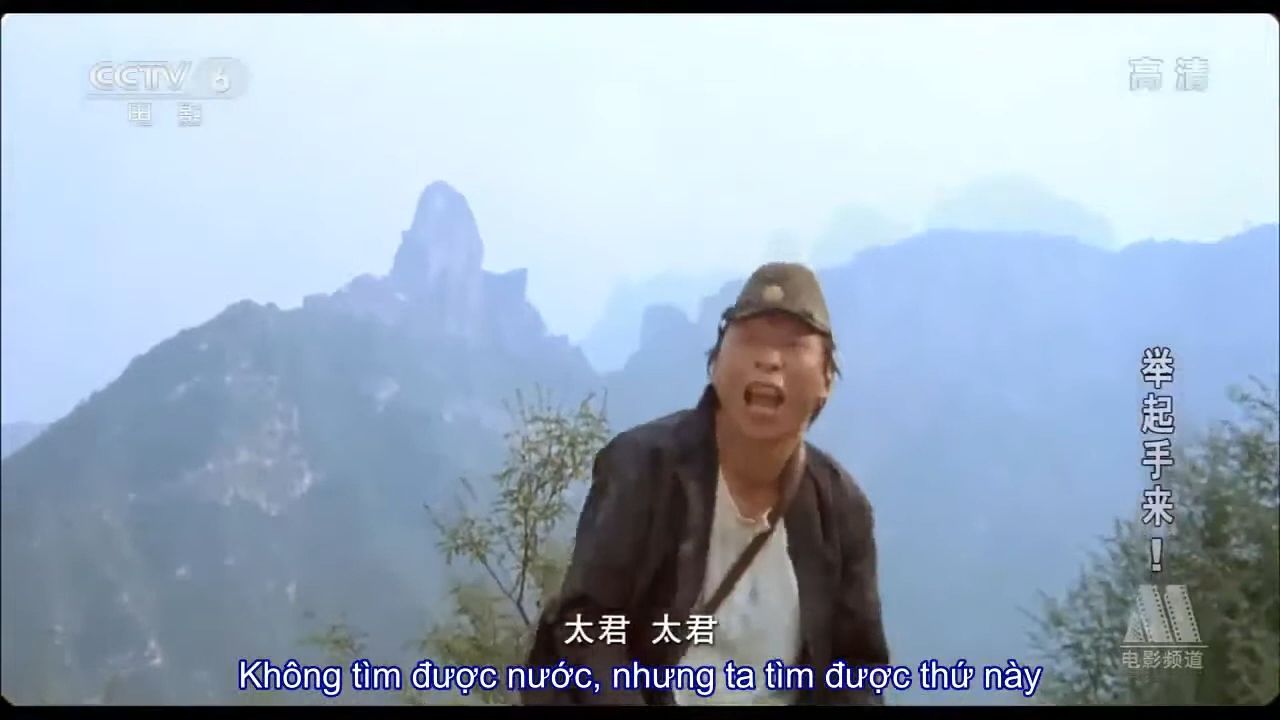 CCTV 6
电影
高清
举起手来！
太君 太君
Không tìm được nước, nhưng ta tìm được thứ này
电影频道